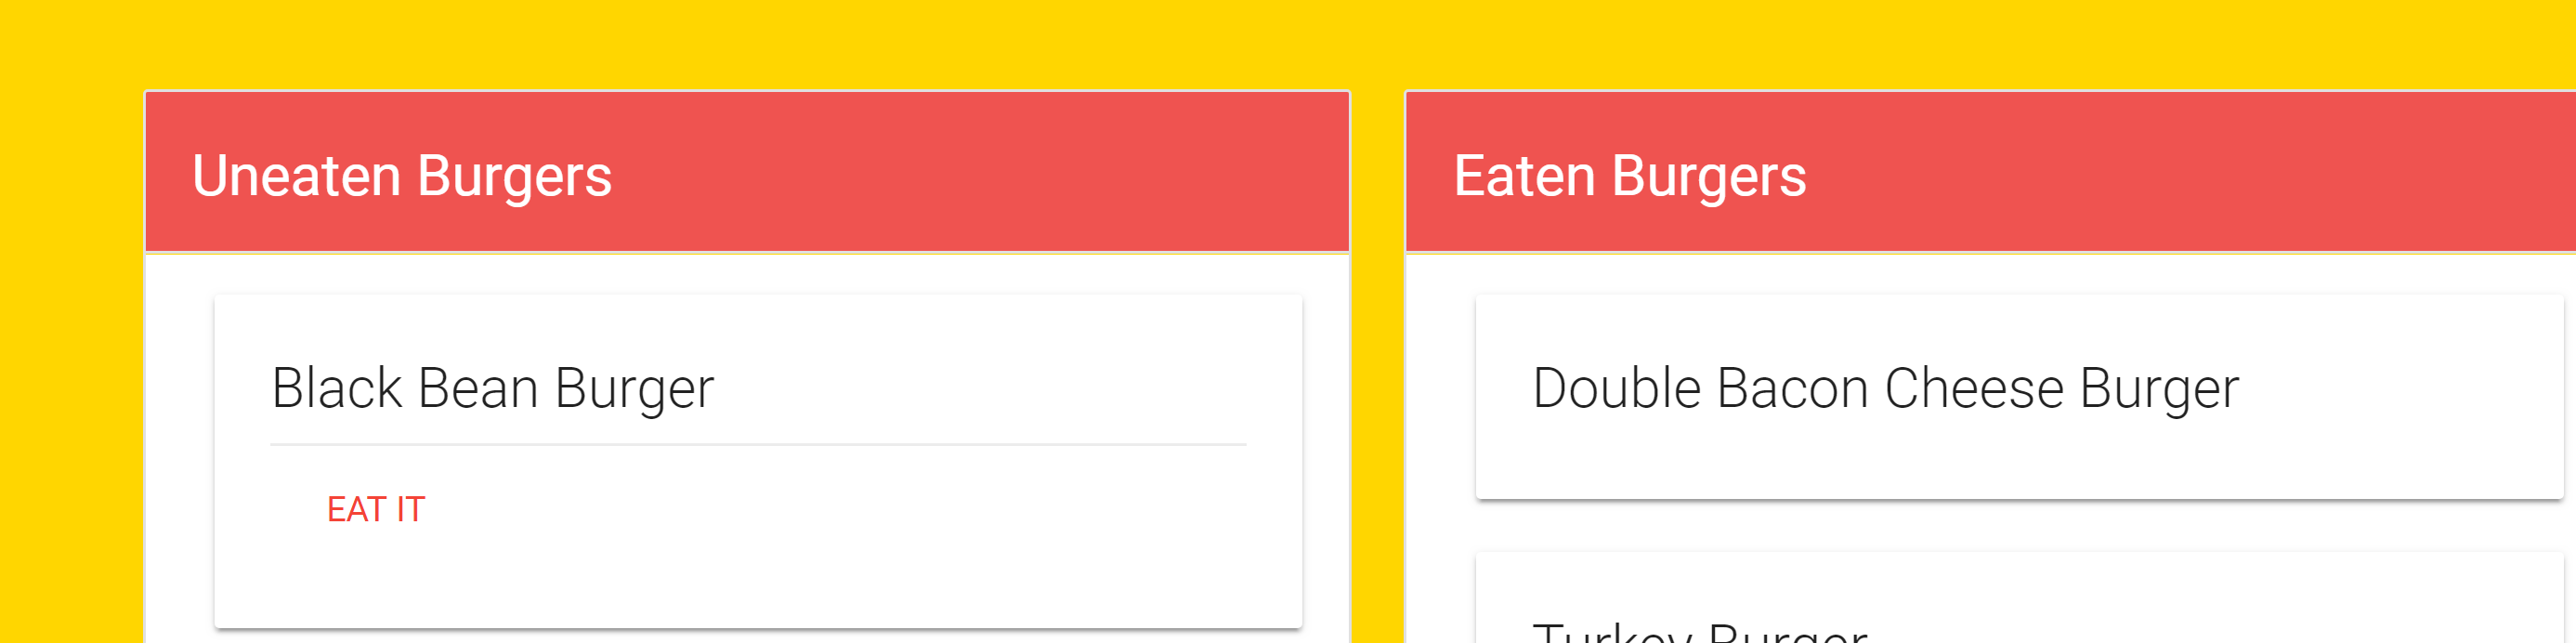 Uneaten Burgers
Black Bean Burger
EAT IT
Eaten Burgers
Double Bacon Cheese Burger
Turkey Burger